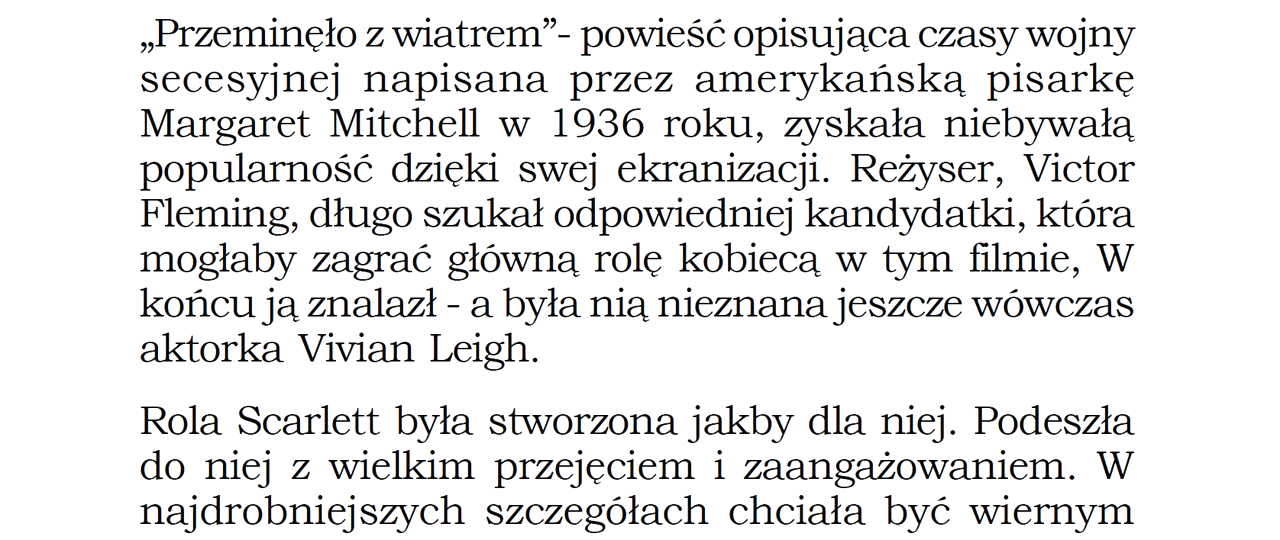 „Przeminęło z wiatrem”- powieść opisująca czasy wojny
secesyjnej napisana przez amerykańską pisarkę
Margaret Mitchell w 1936 roku, zyskała niebywałą
popularność dzięki swej ekranizacji. Reżyser, Victor
Fleming, długo szukał odpowiedniej kandydatki, która
mogłaby zagrać główną rolę kobiecą w tym filmie, W
końcu ją znalazł - a była nią nieznana jeszcze wówczas
aktorka Vivian Leigh.
Rola Scarlett była stworzona jakby dla niej. Podeszła
do niej z wielkim przejęciem i zaangażowaniem. W
najdrobniejszych szczegółach chciała być wiernym